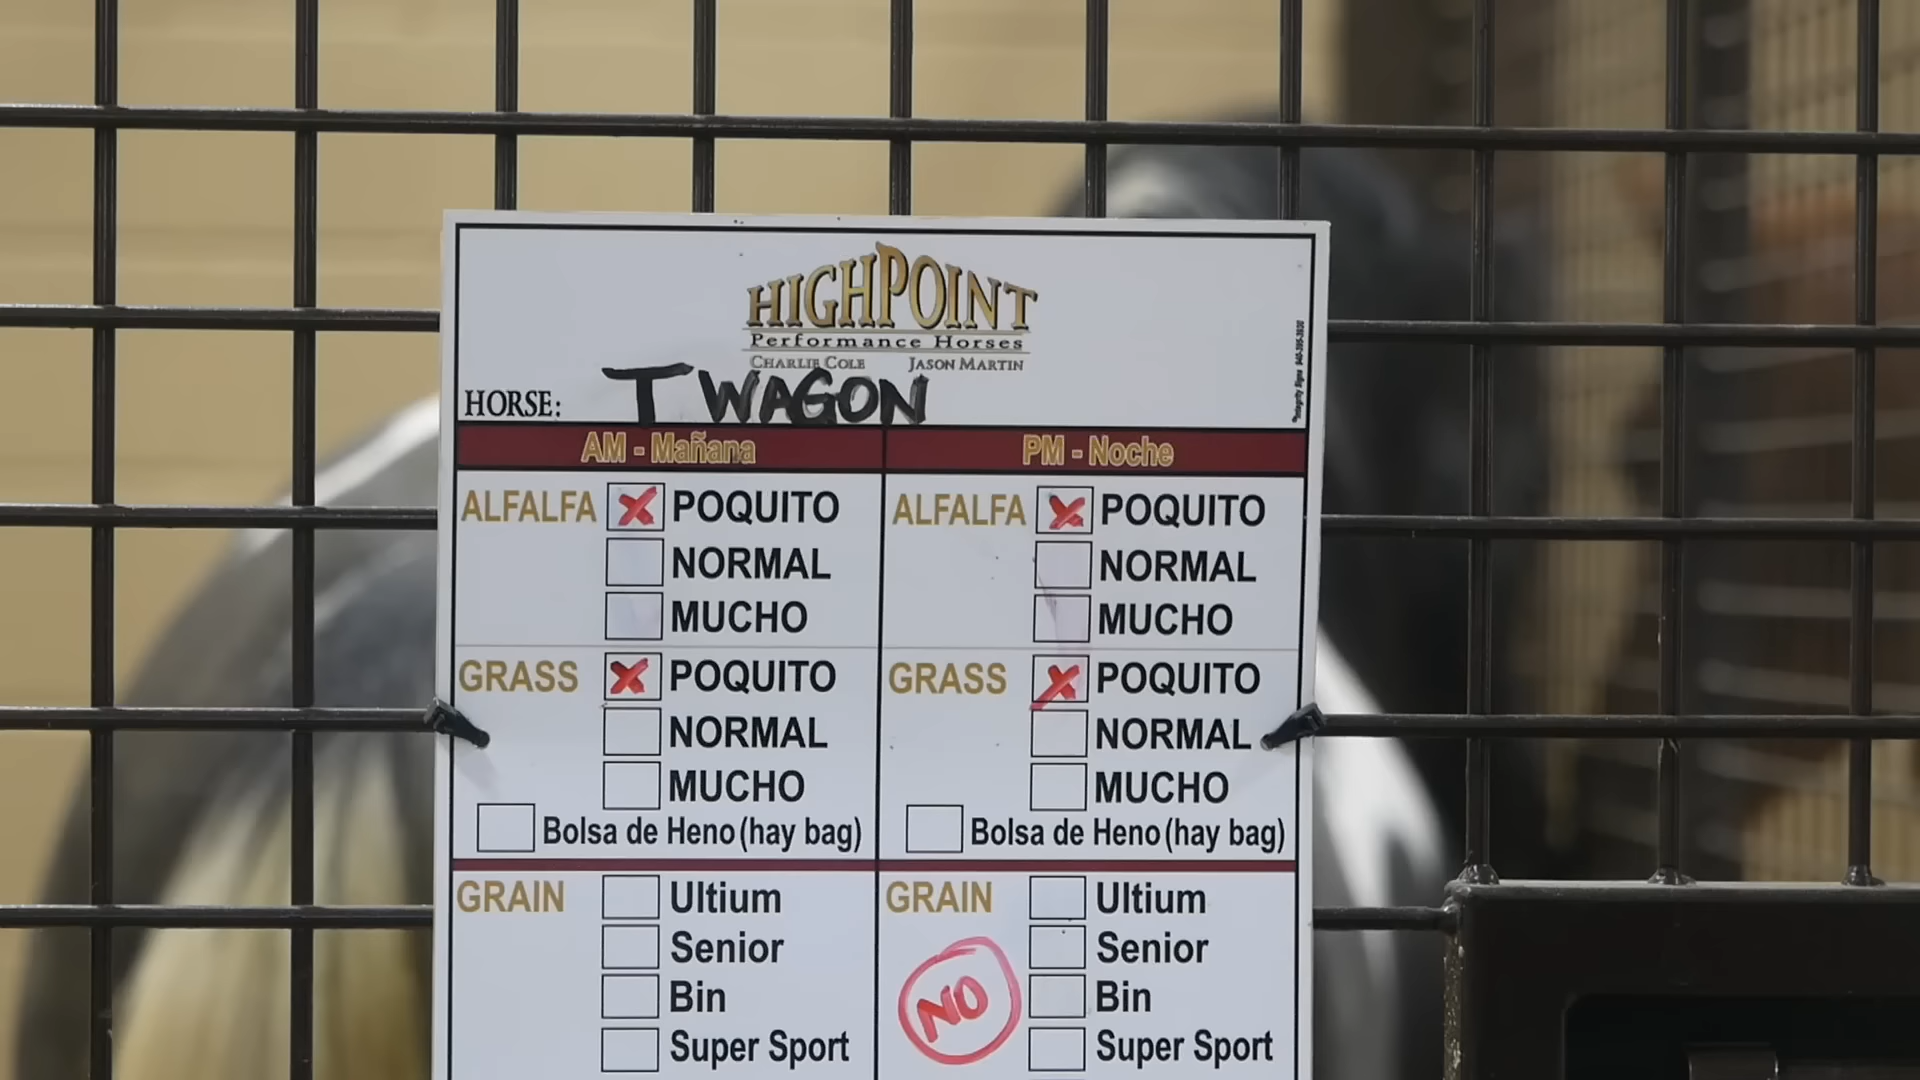 HIGHPOINT
Performance Horses
CHARLIE COLE JASON MARTIN
HORSE: T WAGON
AM - Mañana PM - Noche
ALFALFA X POQUITO ALFALFA X POQUITO
NORMAL NORMAL
MUCHO MUCHO
GRASS X POQUITO GRASS X POQUITO
NORMAL NORMAL
MUCHO MUCHO
Bolsa de Heno (hay bag) Bolsa de Heno (hay bag)
GRAIN Ultium GRAIN Ultium
Senior Senior
Bin NO Bin
Super Sport Super Sport